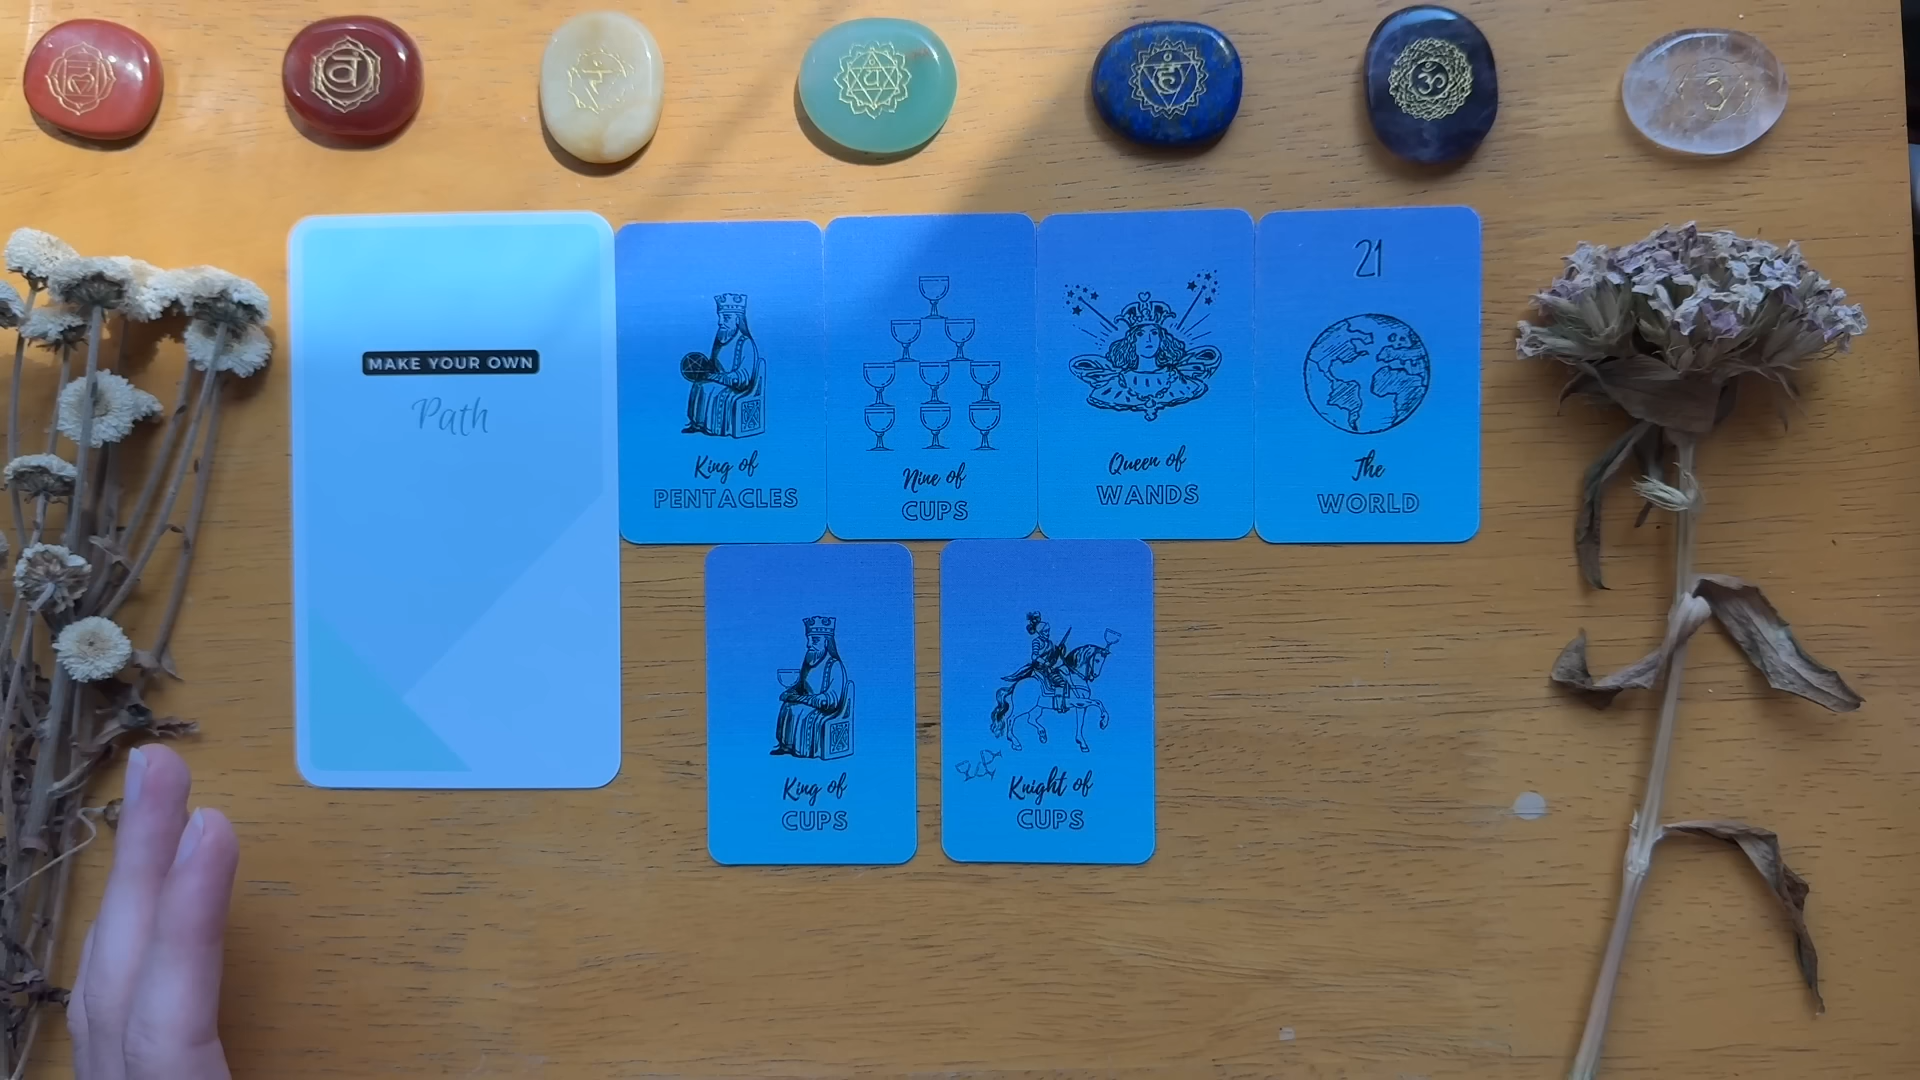 MAKE YOUR OWN
Path
King of
PENTACLES
Nine of
CUPS
Queen of
WANDS
21
The
WORLD
King of
CUPS
Knight of
CUPS